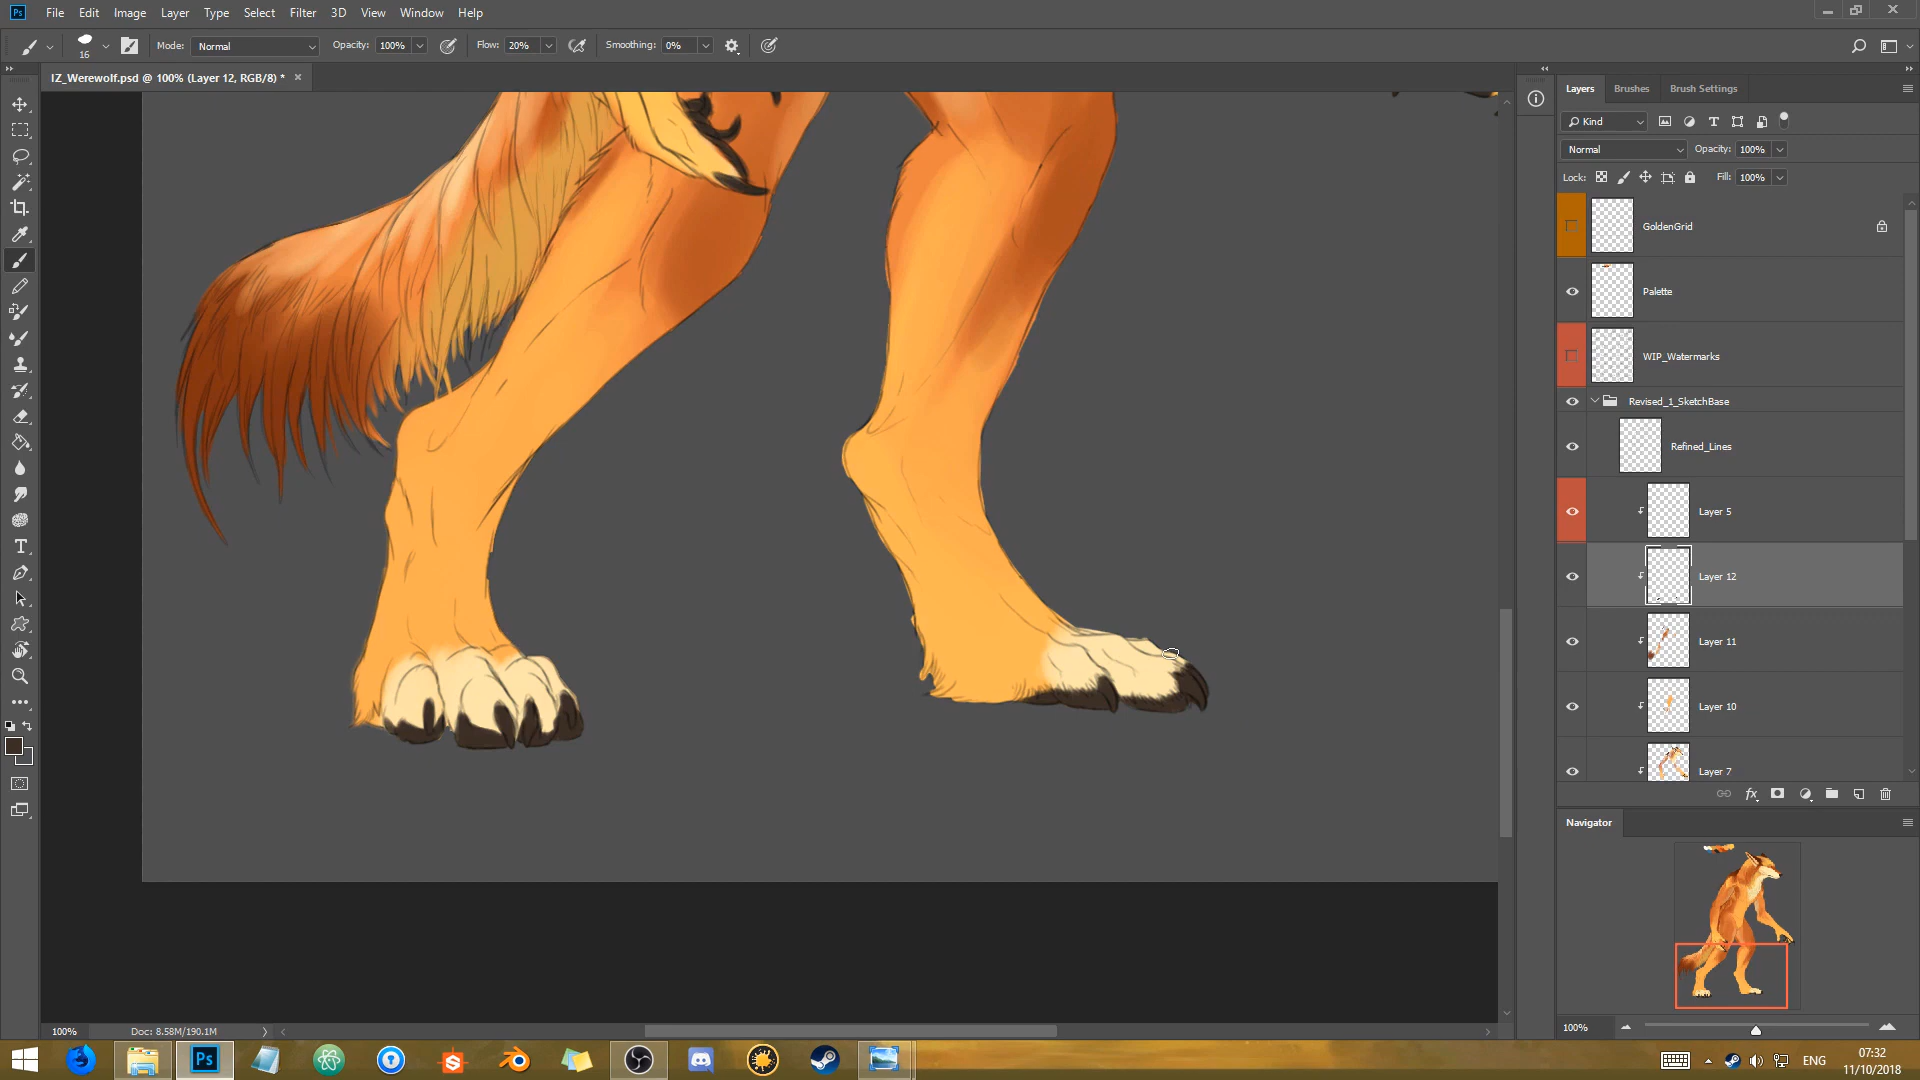 Ps File Edit Image Layer Type Select Filter 3D View Window Help
16 Mode: Normal Opacity: 100% Flow: 20% Smoothing: 0%
IZ_Werewolf.psd @ 100% (Layer 12, RGB/8) *
Layers Brushes Brush Settings
Kind
Normal Opacity: 100%
Lock: Fill: 100%
GoldenGrid
Palette
WIP_Watermarks
Revised_1_SketchBase
Refined_Lines
Layer 5
Layer 12
Layer 11
Layer 10
Layer 7
Navigator
100%
100% Doc: 8.58M/190.1M
Ps
ENG
07:32
11/10/2018